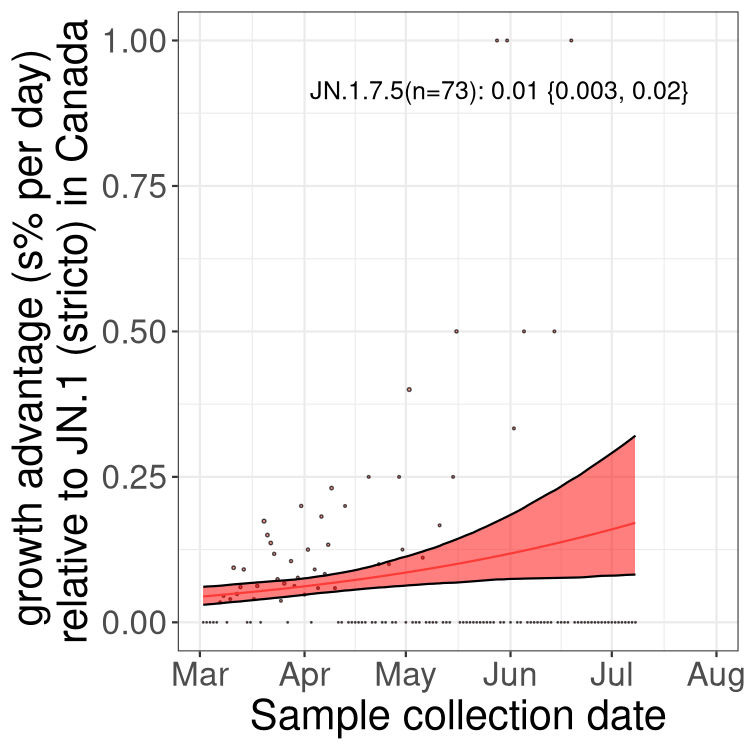 growth advantage (s% per day)
relative to JN.1 (stricto) in Canada
1.00
0.75
0.50
0.25
0.00
JN.1.7.5(n=73): 0.01 {0.003, 0.02}
Mar Apr May Jun Jul Aug
Sample collection date